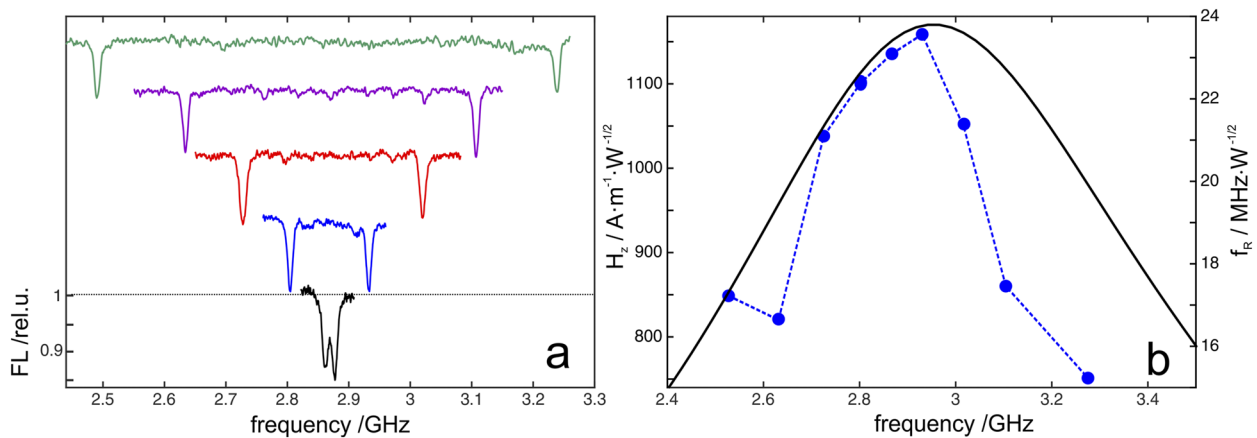 FL /rel.u.
1
0.9
a
2.5 2.6 2.7 2.8 2.9 3 3.1 3.2 3.3
frequency /GHz
H_z / A·m⁻¹·W⁻¹/²
1100
1000
900
800
b
2.4 2.6 2.8 3 3.2 3.4
frequency /GHz
24
22
20
18
16
f_R / MHz·W⁻¹/²